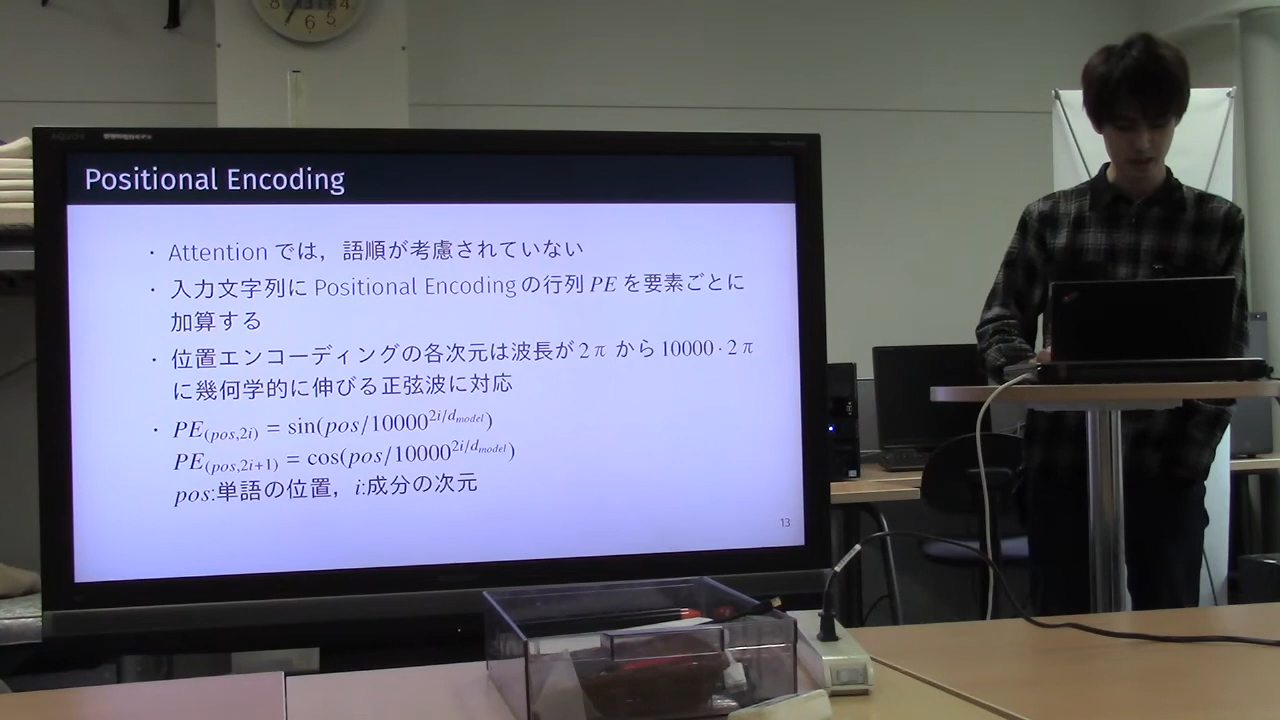 8
6
5
4
Positional Encoding
· Attention では，語順が考慮されていない
· 入力文字列に Positional Encoding の行列 PE を要素ごとに
加算する
· 位置エンコーディングの各次元は波長が 2π から 10000 · 2π
に幾何学的に伸びる正弦波に対応
· PE(pos,2i) = sin(pos/10000^2i/dmodel)
PE(pos,2i+1) = cos(pos/10000^2i/dmodel)
pos:単語の位置，i:成分の次元
13